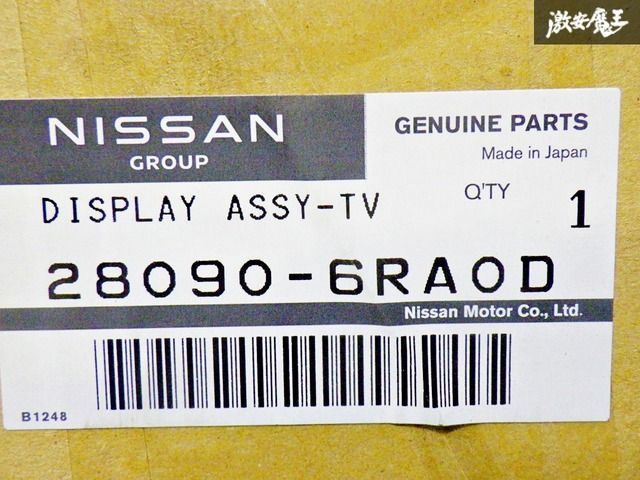 激安魔王
NISSAN
GROUP
GENUINE PARTS
Made in Japan
DISPLAY ASSY-TV
Q'TY 1
28090-6RA0D
Nissan Motor Co., Ltd.
B1248